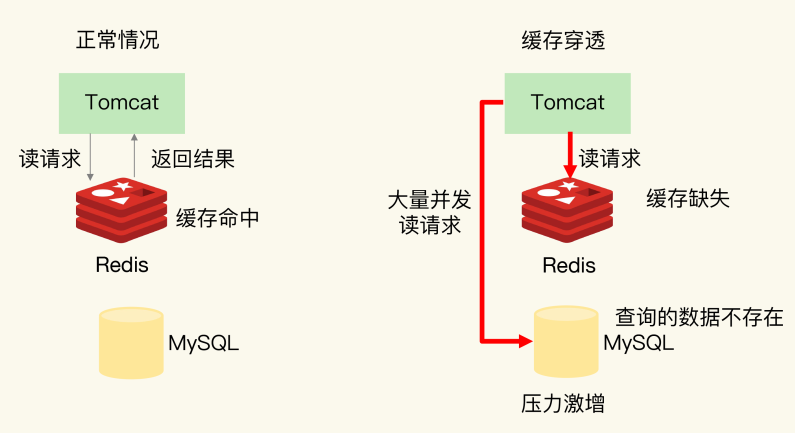 正常情况
Tomcat
读请求
返回结果
缓存命中
Redis
MySQL
缓存穿透
Tomcat
读请求
大量并发
读请求
缓存缺失
Redis
查询的数据不存在
MySQL
压力激增